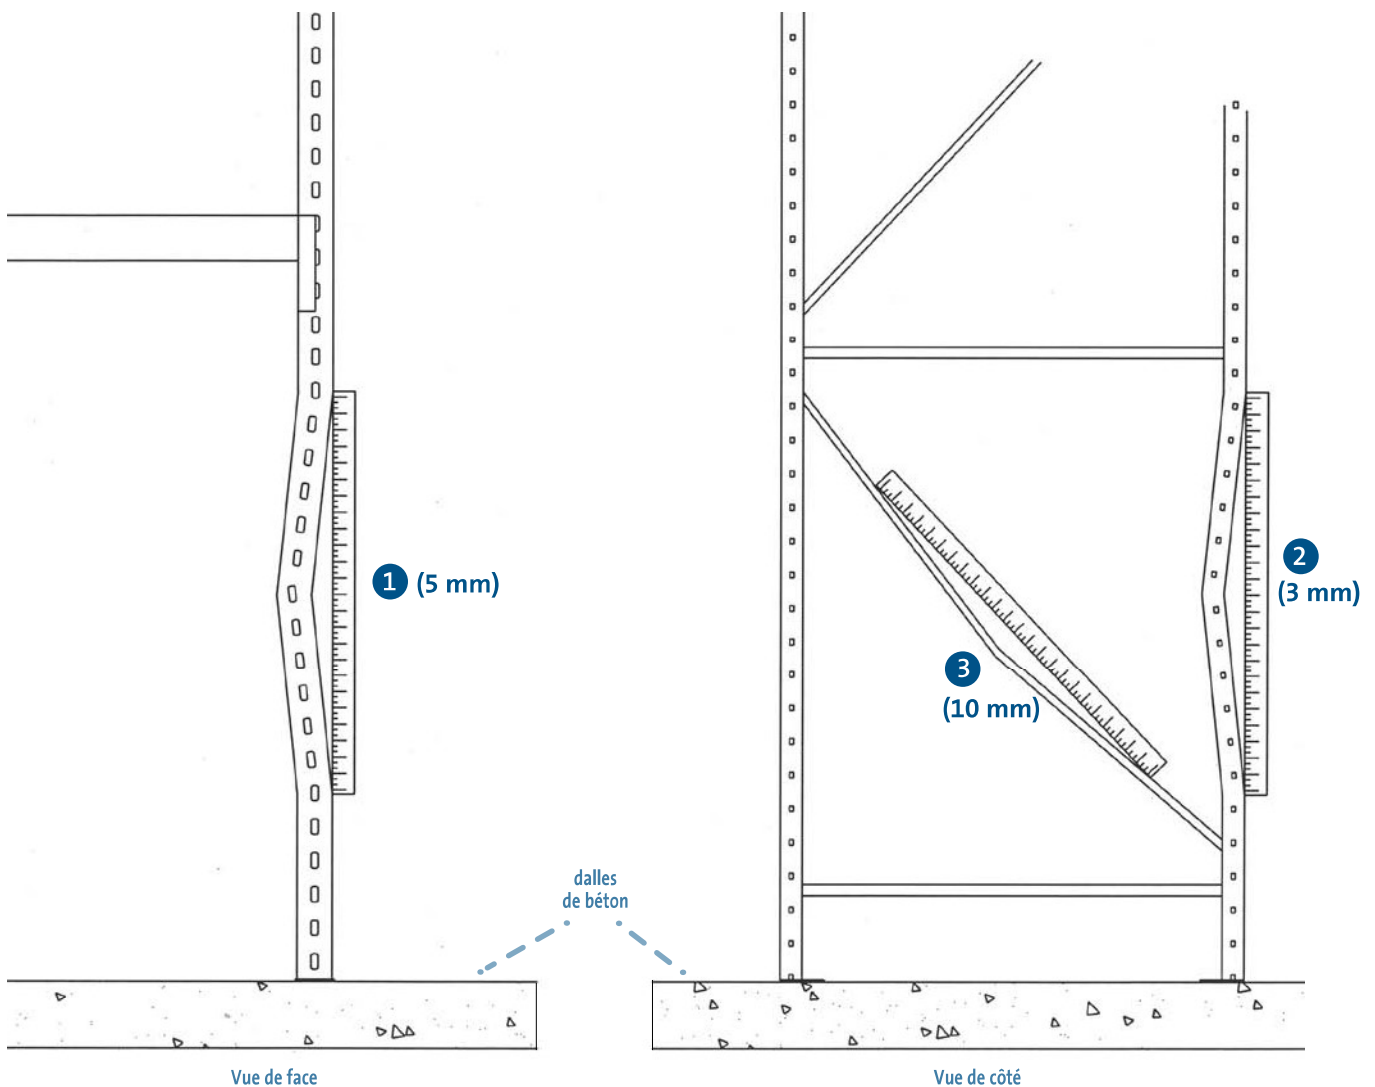 1 (5 mm)
2
(3 mm)
3
(10 mm)
dalles
de béton
Vue de face
Vue de côté